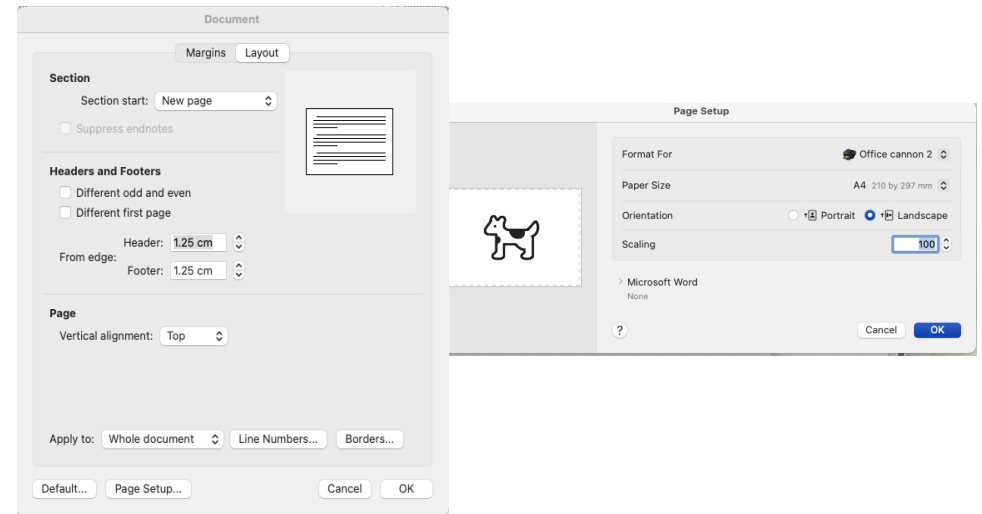 Document
Margins Layout
Section
Section start: New page
Suppress endnotes
Headers and Footers
Different odd and even
Different first page
Header: 1.25 cm
From edge:
Footer: 1.25 cm
Page
Vertical alignment: Top
Apply to: Whole document Line Numbers... Borders...
Default... Page Setup... Cancel OK
Page Setup
Format For Office cannon 2
Paper Size A4 210 by 297 mm
Orientation Portrait Landscape
Scaling 100
Microsoft Word
None
? Cancel OK